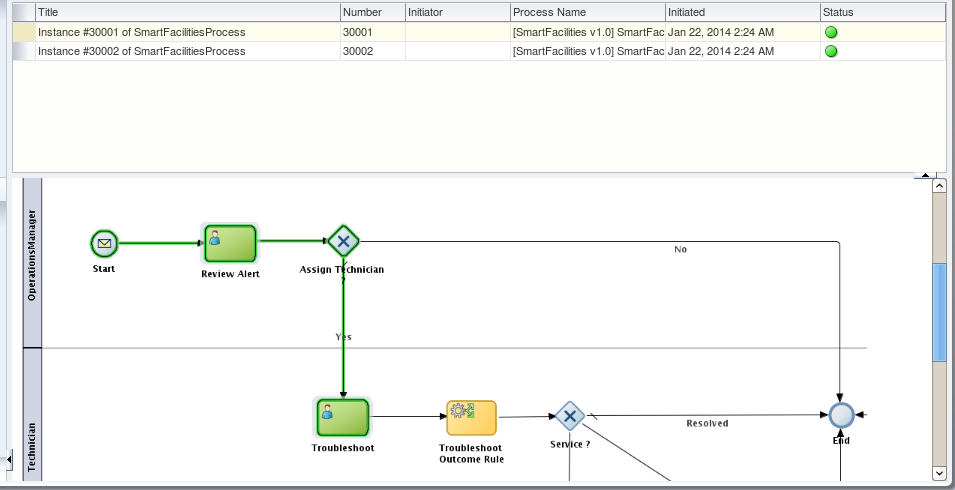 Title Number Initiator Process Name Initiated Status
Instance #30001 of SmartFacilitiesProcess 30001 [SmartFacilities v1.0] SmartFac Jan 22, 2014 2:24 AM
Instance #30002 of SmartFacilitiesProcess 30002 [SmartFacilities v1.0] SmartFac Jan 22, 2014 2:24 AM
OperationsManager
Start
Review Alert
Assign Technician
?
No
Yes
Technician
Troubleshoot
Troubleshoot
Outcome Rule
Service ?
Resolved
End